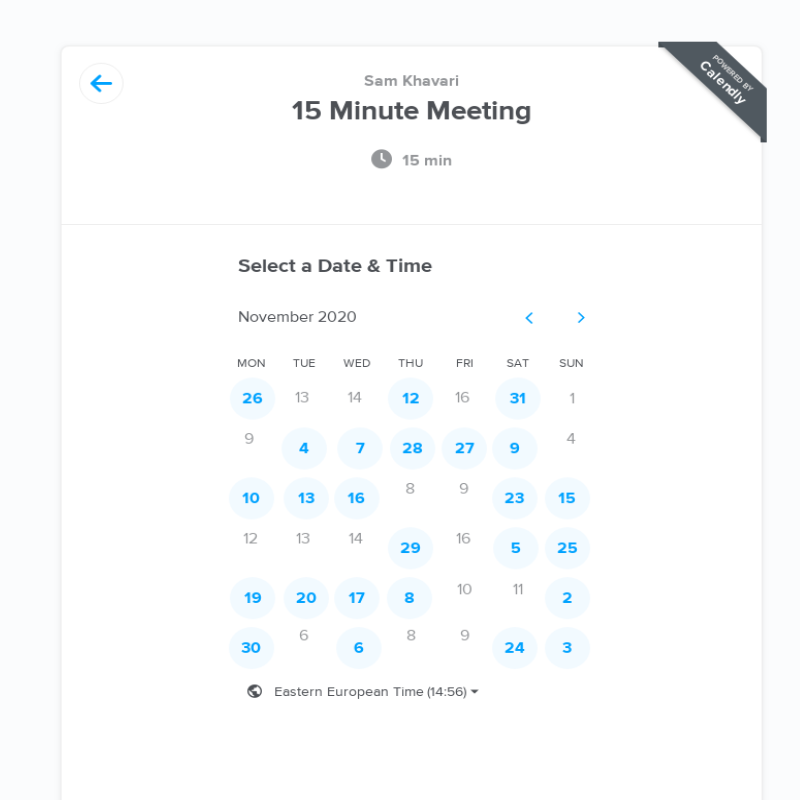 POWERED BY
Calendly
Sam Khavari
15 Minute Meeting
15 min
Select a Date & Time
November 2020
MON TUE WED THU FRI SAT SUN
26 13 14 12 16 31 1
9 4 7 28 27 9 4
10 13 16 8 9 23 15
12 13 14 29 16 5 25
19 20 17 8 10 11 2
30 6 6 8 9 24 3
Eastern European Time (14:56)